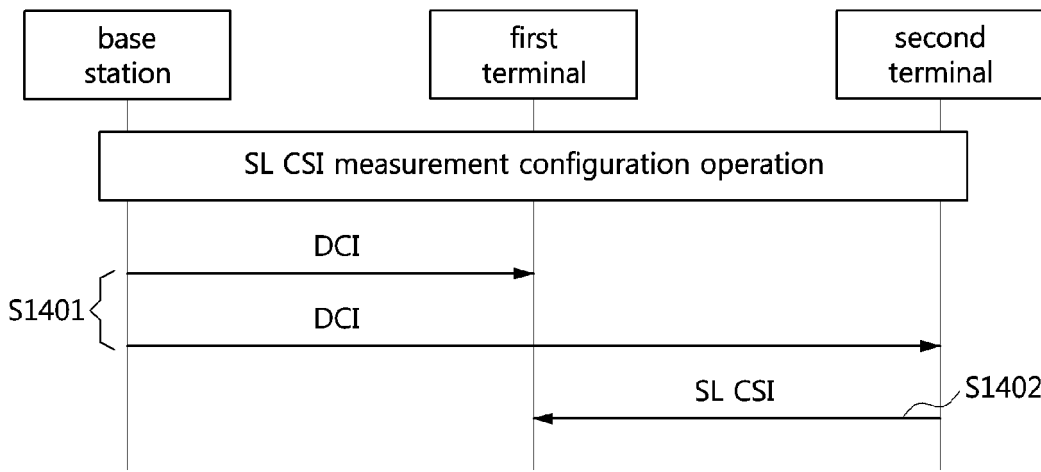 base
station
first
terminal
second
terminal
SL CSI measurement configuration operation
DCI
S1401
DCI
SL CSI
S1402